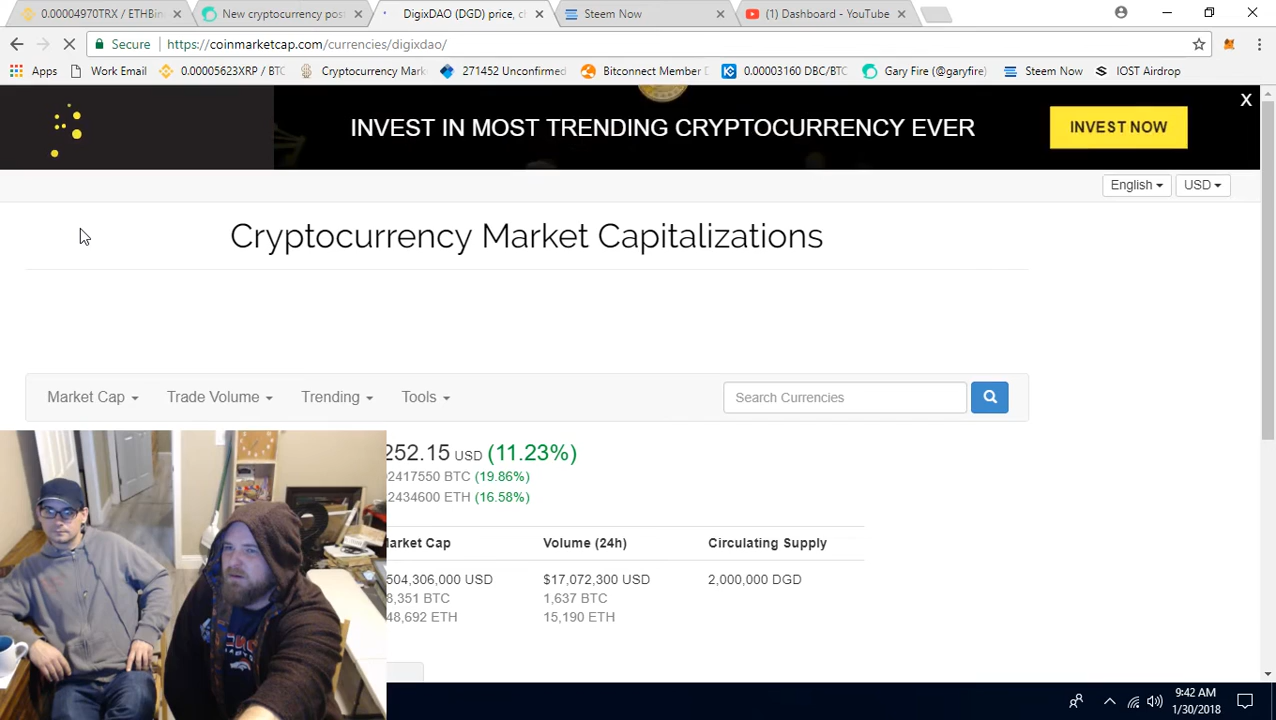 0.00004970TRX / ETHBin
New cryptocurrency post
DigixDAO (DGD) price, c
Steem Now
(1) Dashboard - YouTube
Secure
https://coinmarketcap.com/currencies/digixdao/
Apps
Work Email
0.00005623XRP / BTC
Cryptocurrency Mark
271452 Unconfirmed
Bitconnect Member D
0.00003160 DBC/BTC
Gary Fire (@garyfire)
Steem Now
IOST Airdrop
INVEST IN MOST TRENDING CRYPTOCURRENCY EVER
INVEST NOW
X
English
USD
Cryptocurrency Market Capitalizations
Market Cap
Trade Volume
Trending
Tools
Search Currencies
252.15 USD (11.23%)
2417550 BTC (19.86%)
2434600 ETH (16.58%)
Market Cap
Volume (24h)
Circulating Supply
504,306,000 USD
$17,072,300 USD
2,000,000 DGD
8,351 BTC
1,637 BTC
48,692 ETH
15,190 ETH
9:42 AM
1/30/2018